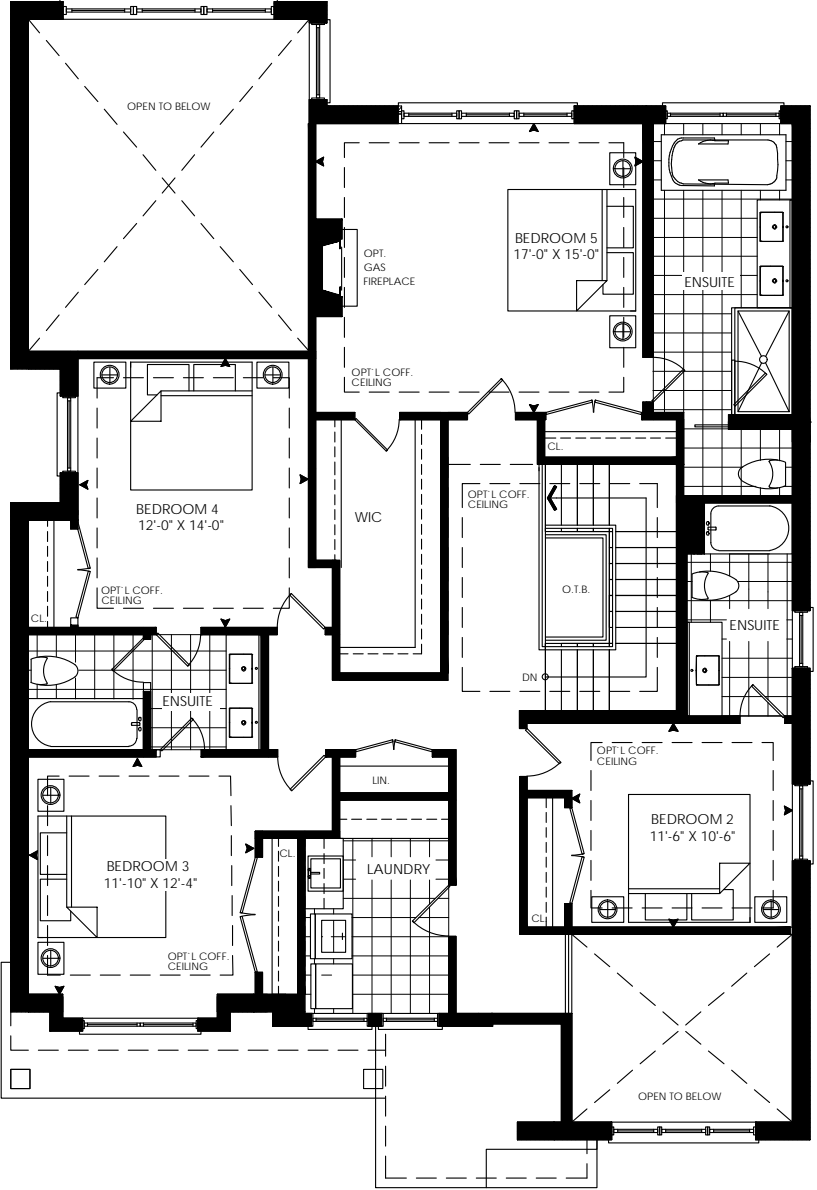 OPEN TO BELOW
BEDROOM 5
17'-0" X 15'-0"
OPT.
GAS
FIREPLACE
ENSUITE
OPT`L COFF.
CEILING
CL.
OPT`L COFF.
CEILING
WIC
BEDROOM 4
12'-0" X 14'-0"
OPT`L COFF.
CEILING
CL.
O.T.B.
ENSUITE
DN
ENSUITE
OPT`L COFF.
CEILING
LIN.
BEDROOM 2
11'-6" X 10'-6"
CL.
CL.
LAUNDRY
BEDROOM 3
11'-10" X 12'-4"
OPT`L COFF.
CEILING
OPEN TO BELOW